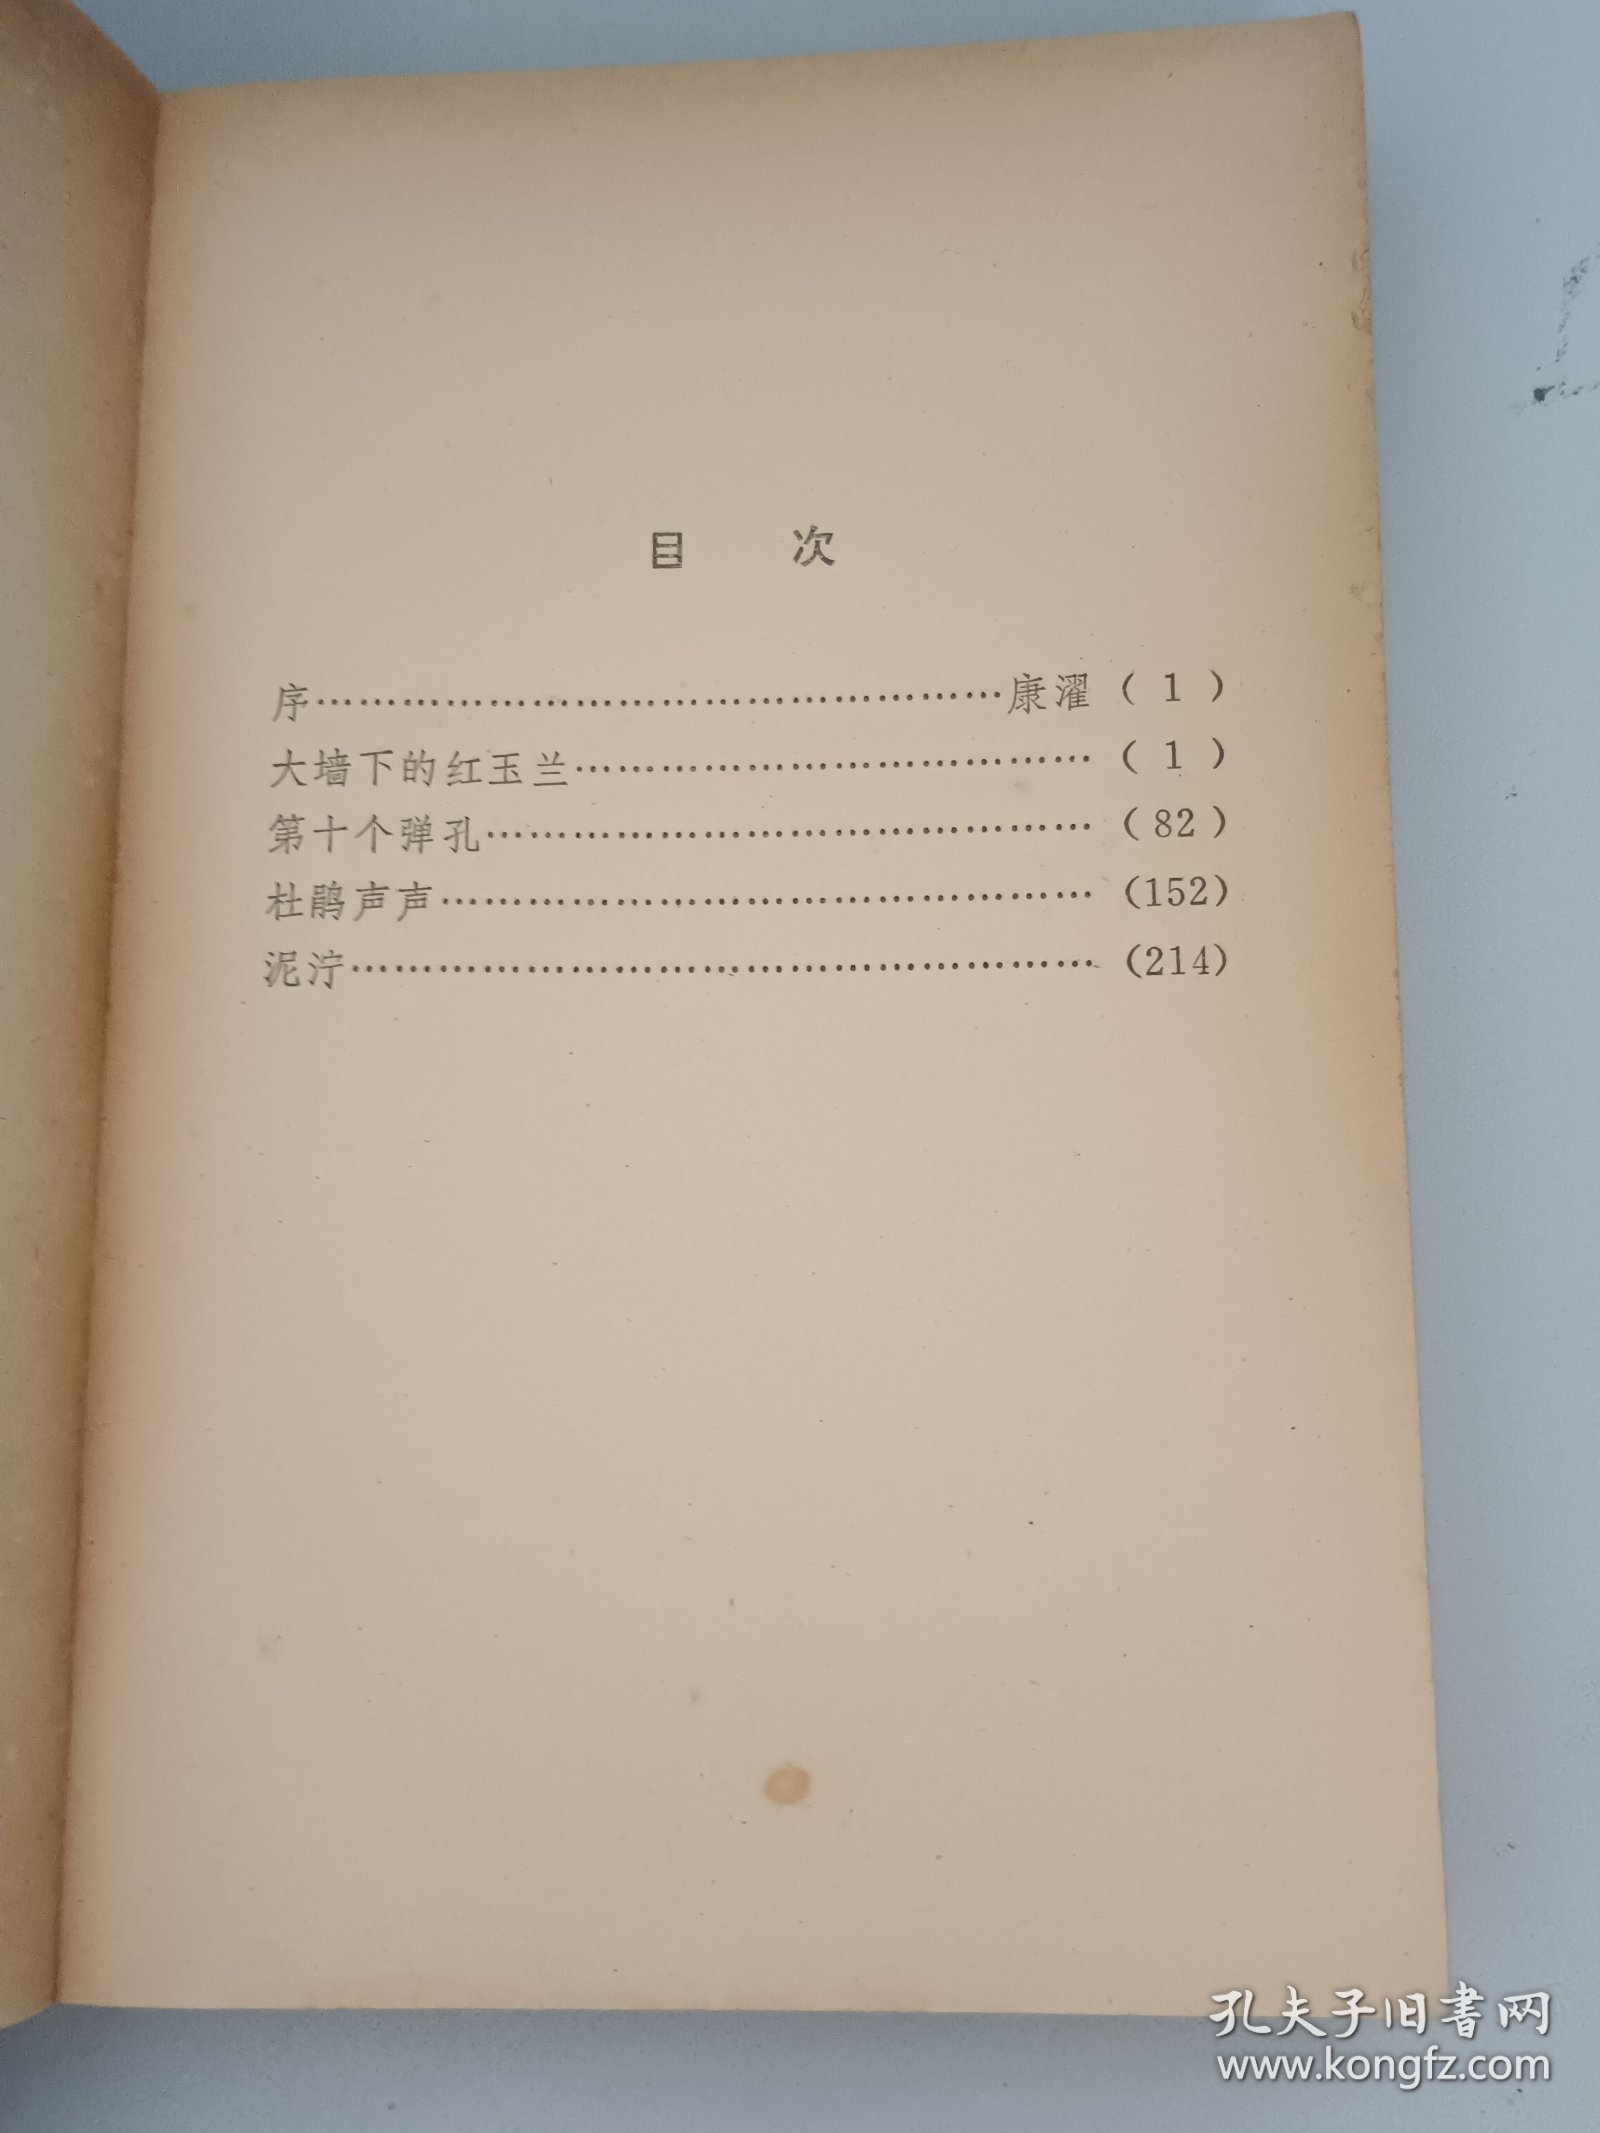 目 次
序……………………………………………康濯（1）
大墙下的红玉兰………………………………（1）
第十个弹孔……………………………………（82）
杜鹃声声………………………………………（152）
泥泞……………………………………………（214）
孔夫子旧书网
www.kongfz.com